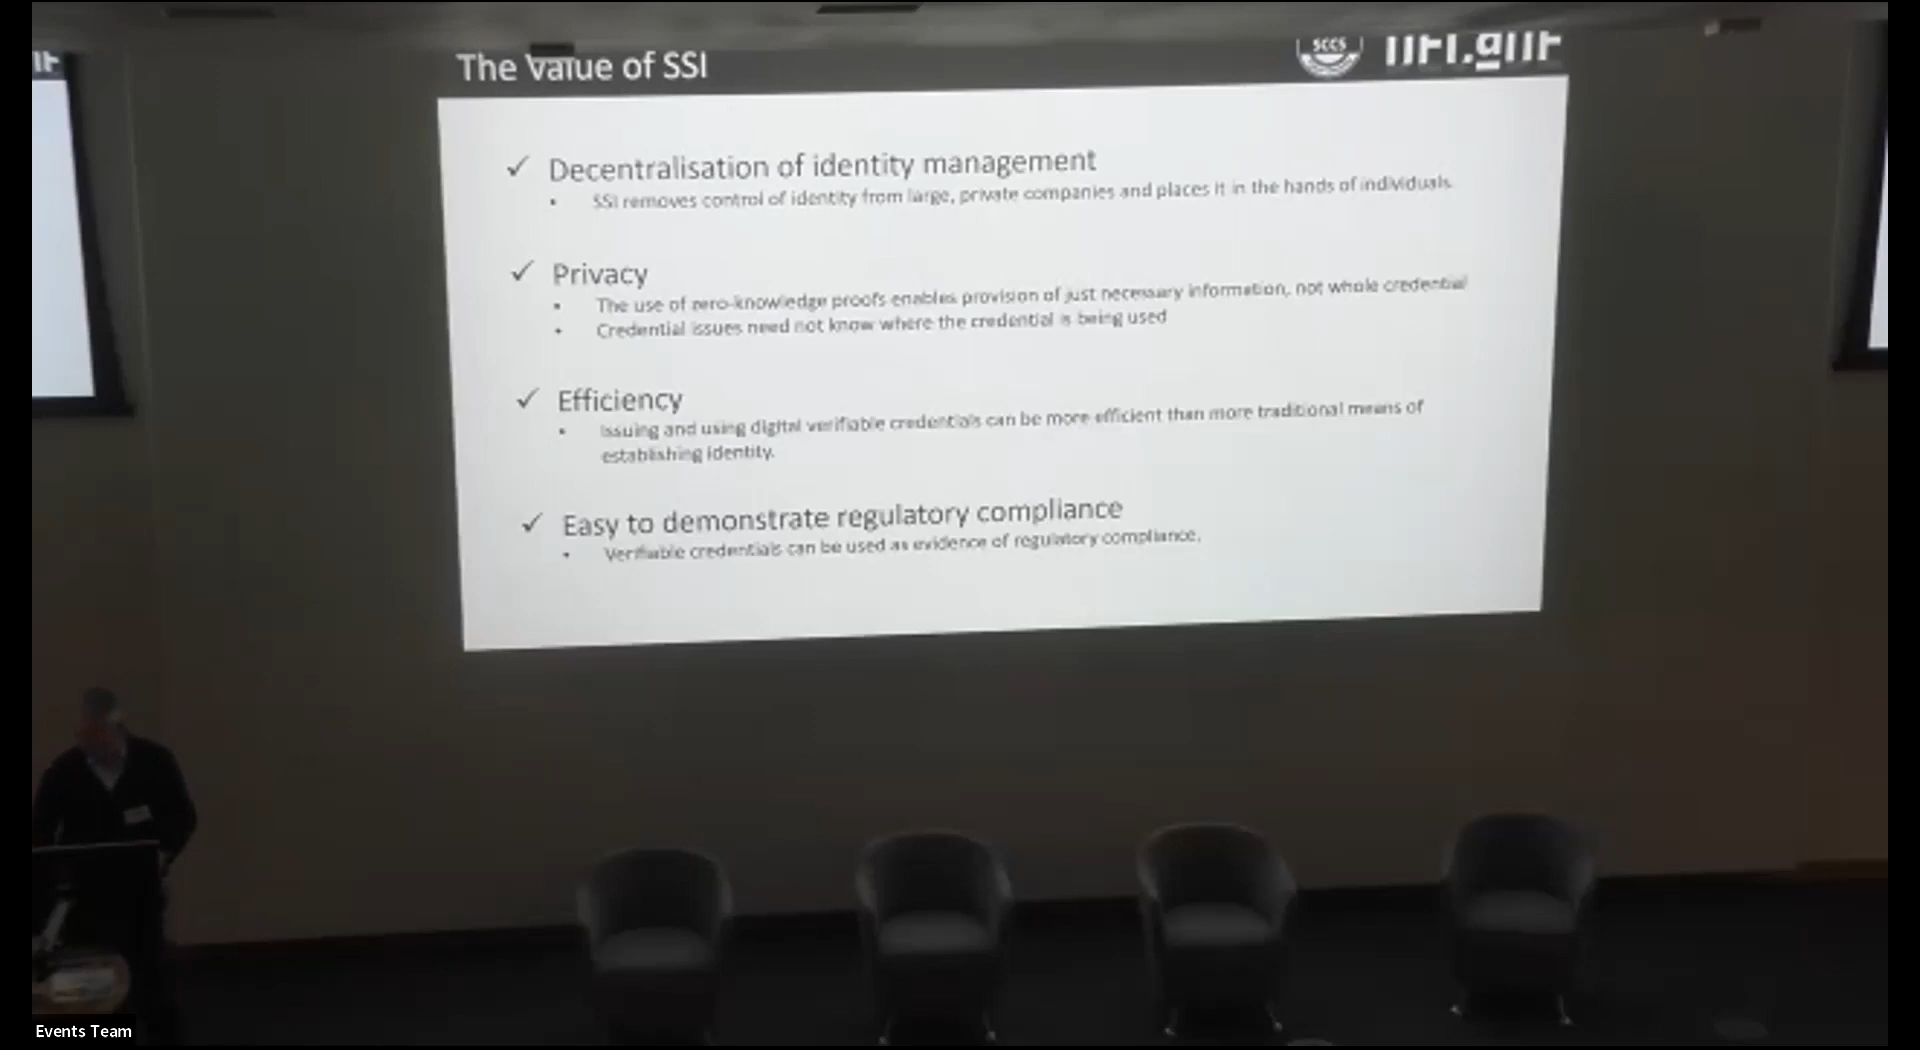 The Value of SSI
SCCS
✓ Decentralisation of identity management
• SSI removes control of identity from large, private companies and places it in the hands of individuals.
✓ Privacy
• The use of zero-knowledge proofs enables provision of just necessary information, not whole credential
• Credential issues need not know where the credential is being used
✓ Efficiency
• Issuing and using digital verifiable credentials can be more efficient than more traditional means of
establishing identity.
✓ Easy to demonstrate regulatory compliance
• Verifiable credentials can be used as evidence of regulatory compliance.
Events Team